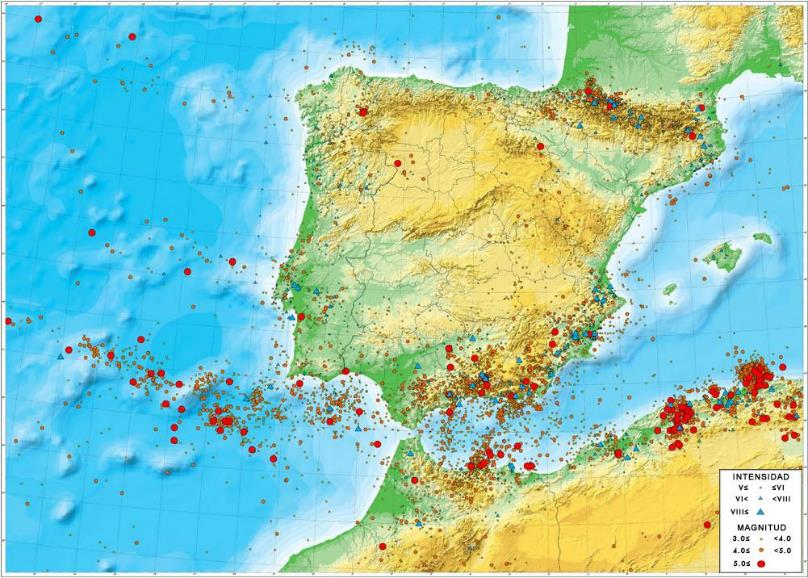 INTENSIDAD
V≤ ≤VI
VI< <VIII
VIII≤
MAGNITUD
3.0≤ <4.0
4.0≤ <5.0
5.0≤